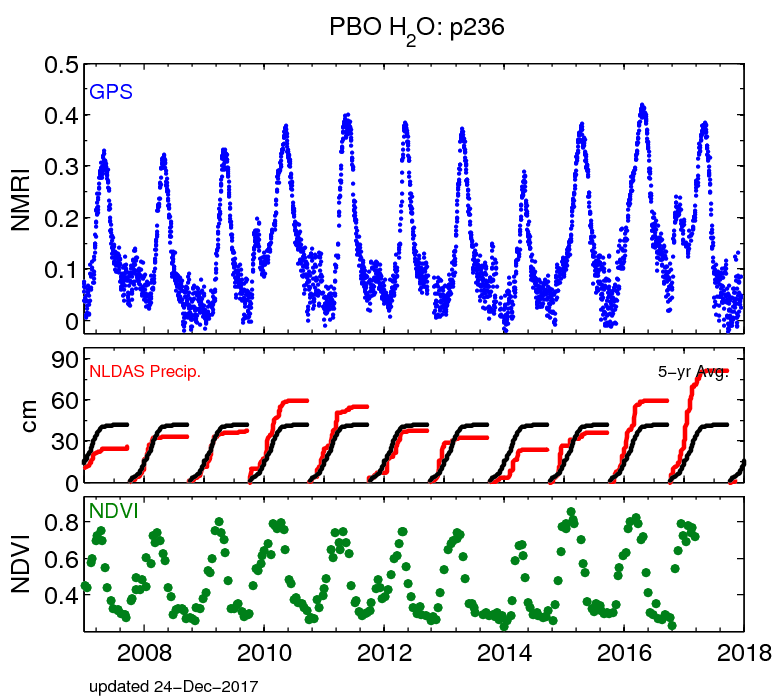 PBO H₂O: p236
0.5
GPS
0.4
0.3
NMRI
0.2
0.1
0
90
NLDAS Precip.
5-yr Avg.
60
cm
30
0
NDVI
0.8
NDVI
0.6
0.4
2008 2010 2012 2014 2016 2018
updated 24-Dec-2017